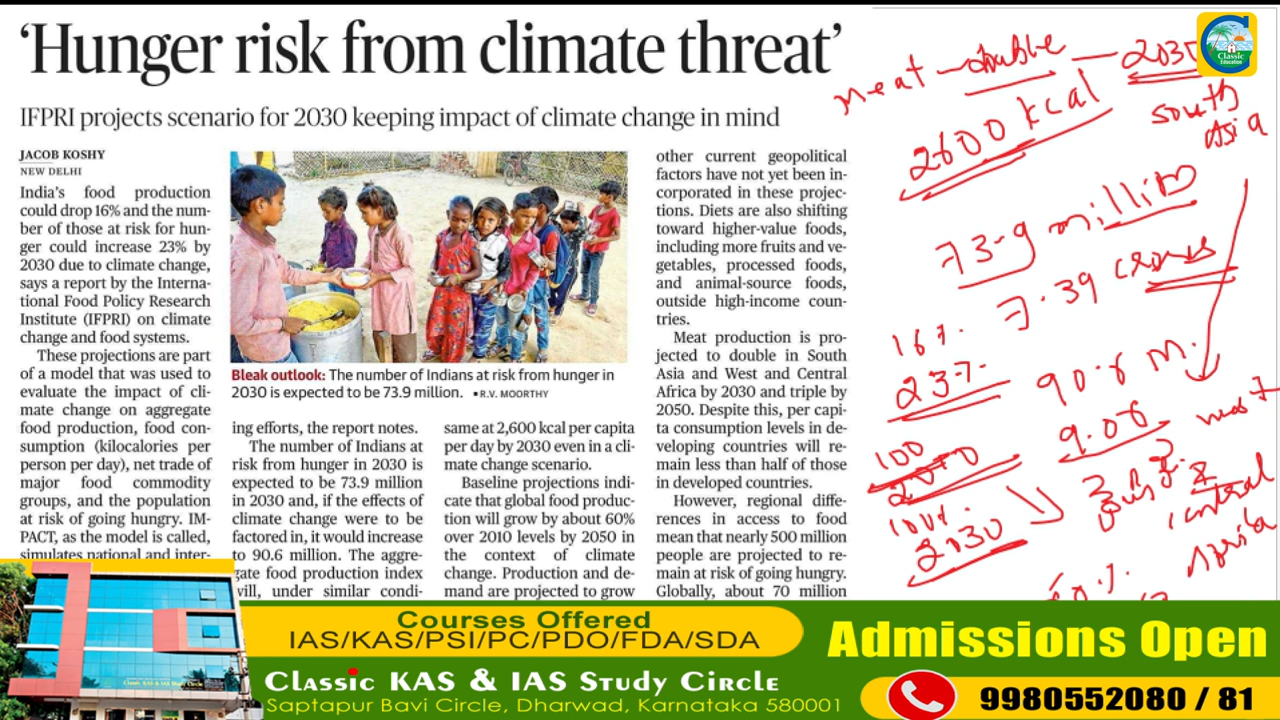 ‘Hunger risk from climate threat’
IFPRI projects scenario for 2030 keeping impact of climate change in mind
JACOB KOSHY
NEW DELHI
India’s food production
could drop 16% and the num-
ber of those at risk for hun-
ger could increase 23% by
2030 due to climate change,
says a report by the Interna-
tional Food Policy Research
Institute (IFPRI) on climate
change and food systems.
These projections are part
of a model that was used to
evaluate the impact of cli-
mate change on aggregate
food production, food con-
sumption (kilocalories per
person per day), net trade of
major food commodity
groups, and the population
at risk of going hungry. IM-
PACT, as the model is called,
simulates national and inter-
Bleak outlook: The number of Indians at risk from hunger in
2030 is expected to be 73.9 million. ▪R.V. MOORTHY
ing efforts, the report notes.
The number of Indians at
risk from hunger in 2030 is
expected to be 73.9 million
in 2030 and, if the effects of
climate change were to be
factored in, it would increase
to 90.6 million. The aggre-
gate food production index
will, under similar condi-
same at 2,600 kcal per capita
per day by 2030 even in a cli-
mate change scenario.
Baseline projections indi-
cate that global food produc-
tion will grow by about 60%
over 2010 levels by 2050 in
the context of climate
change. Production and de-
mand are projected to grow
other current geopolitical
factors have not yet been in-
corporated in these projec-
tions. Diets are also shifting
toward higher-value foods,
including more fruits and ve-
getables, processed foods,
and animal-source foods,
outside high-income coun-
tries.
Meat production is pro-
jected to double in South
Asia and West and Central
Africa by 2030 and triple by
2050. Despite this, per capi-
ta consumption levels in de-
veloping countries will re-
main less than half of those
in developed countries.
However, regional diffe-
rences in access to food
mean that nearly 500 million
people are projected to re-
main at risk of going hungry.
Globally, about 70 million
Classic
Education
meat - double - 2030
South
Asia
2600 kcal
73.9 million
7.39 crores
16%.
23%.
90.6 M.
9.06
west
100
2030
central
Africa
60%.
Courses Offered
IAS/KAS/PSI/PC/PDO/FDA/SDA
Classic KAS & IAS Study Circle
Saptapur Bavi Circle, Dharwad, Karnataka 580001
Admissions Open
9980552080 / 81